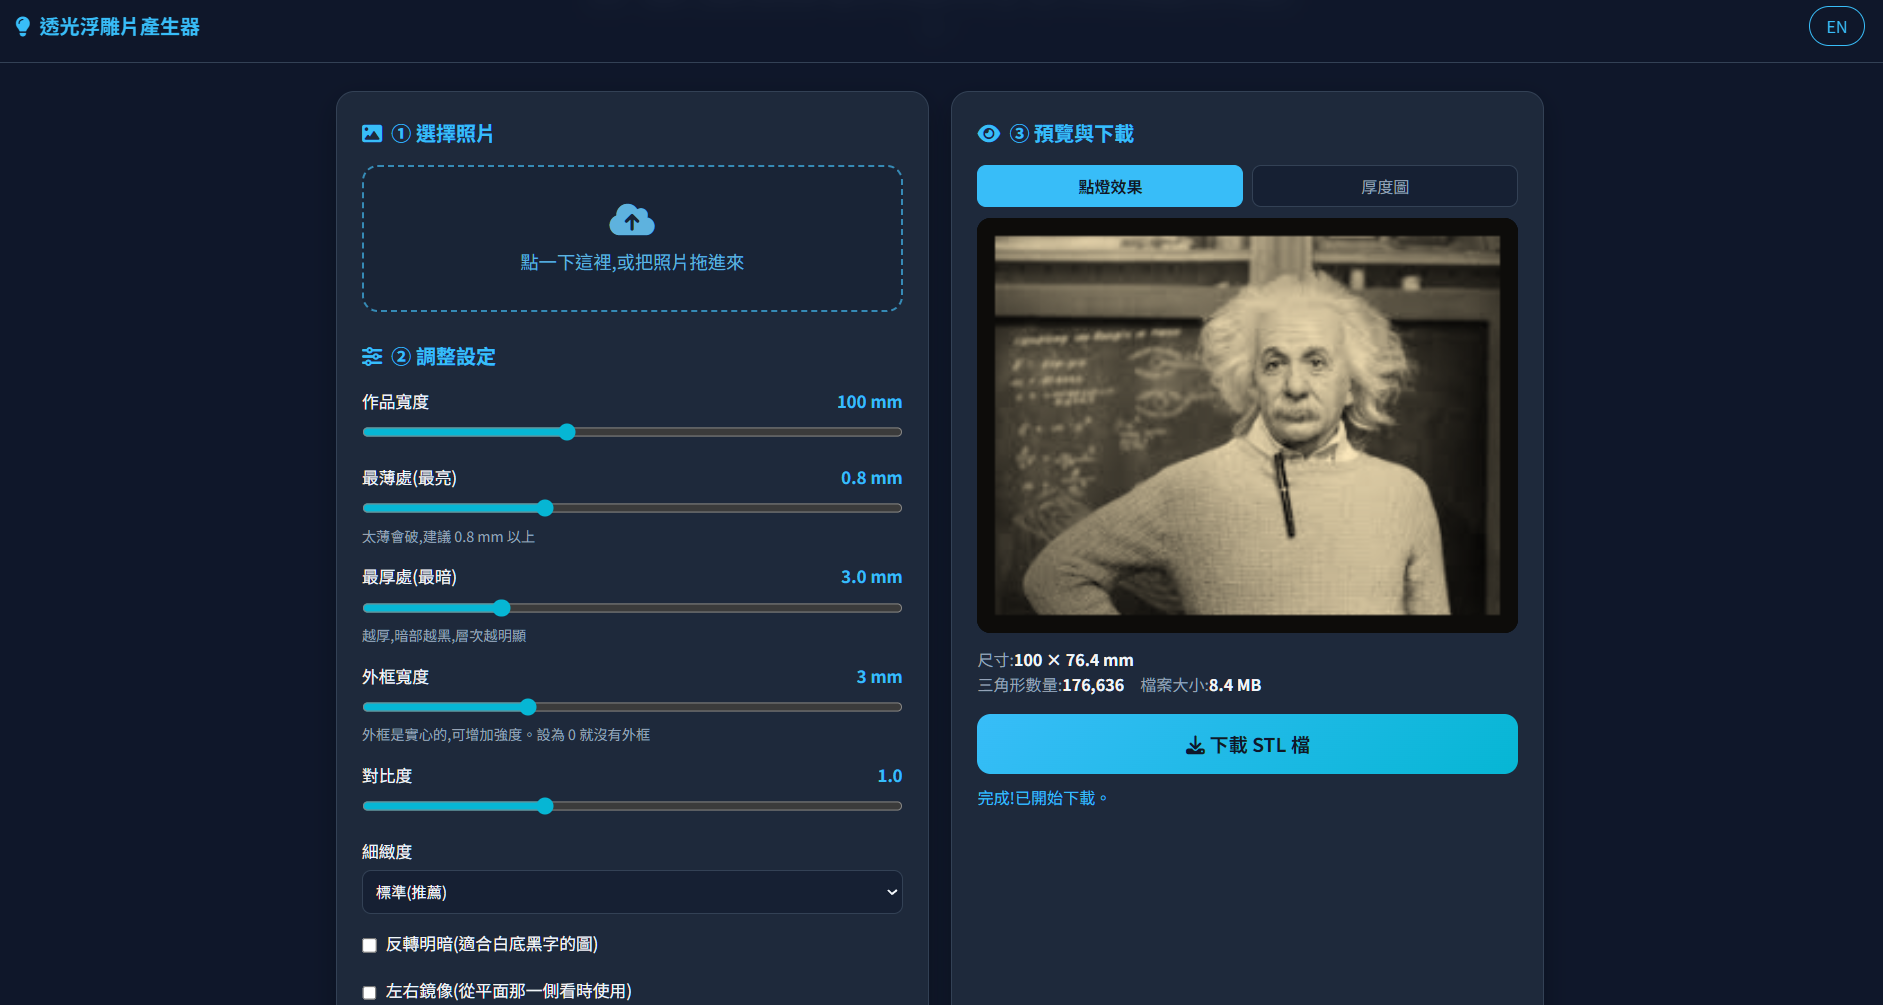 透光浮雕片產生器
EN
① 選擇照片
點一下這裡,或把照片拖進來
② 調整設定
作品寬度
100 mm
最薄處(最亮)
0.8 mm
太薄會破,建議 0.8 mm 以上
最厚處(最暗)
3.0 mm
越厚,暗部越黑,層次越明顯
外框寬度
3 mm
外框是實心的,可增加強度。設為 0 就沒有外框
對比度
1.0
細緻度
標準(推薦)
反轉明暗(適合白底黑字的圖)
左右鏡像(從平面那一側看時使用)
③ 預覽與下載
點燈效果
厚度圖
尺寸:100 × 76.4 mm
三角形數量:176,636 檔案大小:8.4 MB
下載 STL 檔
完成!已開始下載。